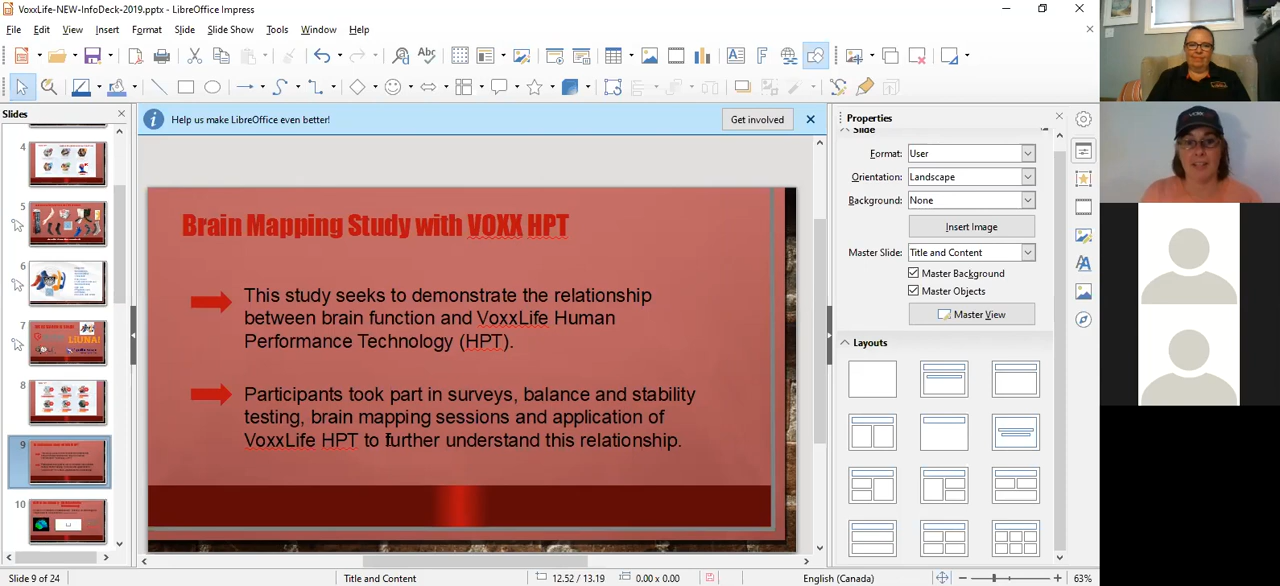 VoxxLife-NEW-InfoDeck-2019.pptx - LibreOffice Impress
File Edit View Insert Format Slide Slide Show Tools Window Help
Slides
Help us make LibreOffice even better!
Get involved
4
5
6
7
8
9
10
LiUNA!
Brain Mapping Study with VOXX HPT
This study seeks to demonstrate the relationship
between brain function and VoxxLife Human
Performance Technology (HPT).
Participants took part in surveys, balance and stability
testing, brain mapping sessions and application of
VoxxLife HPT to further understand this relationship.
Properties
Slide
Format: User
Orientation: Landscape
Background: None
Insert Image
Master Slide: Title and Content
Master Background
Master Objects
Master View
Layouts
Slide 9 of 24
Title and Content
12.52 / 13.19
0.00 x 0.00
English (Canada)
63%